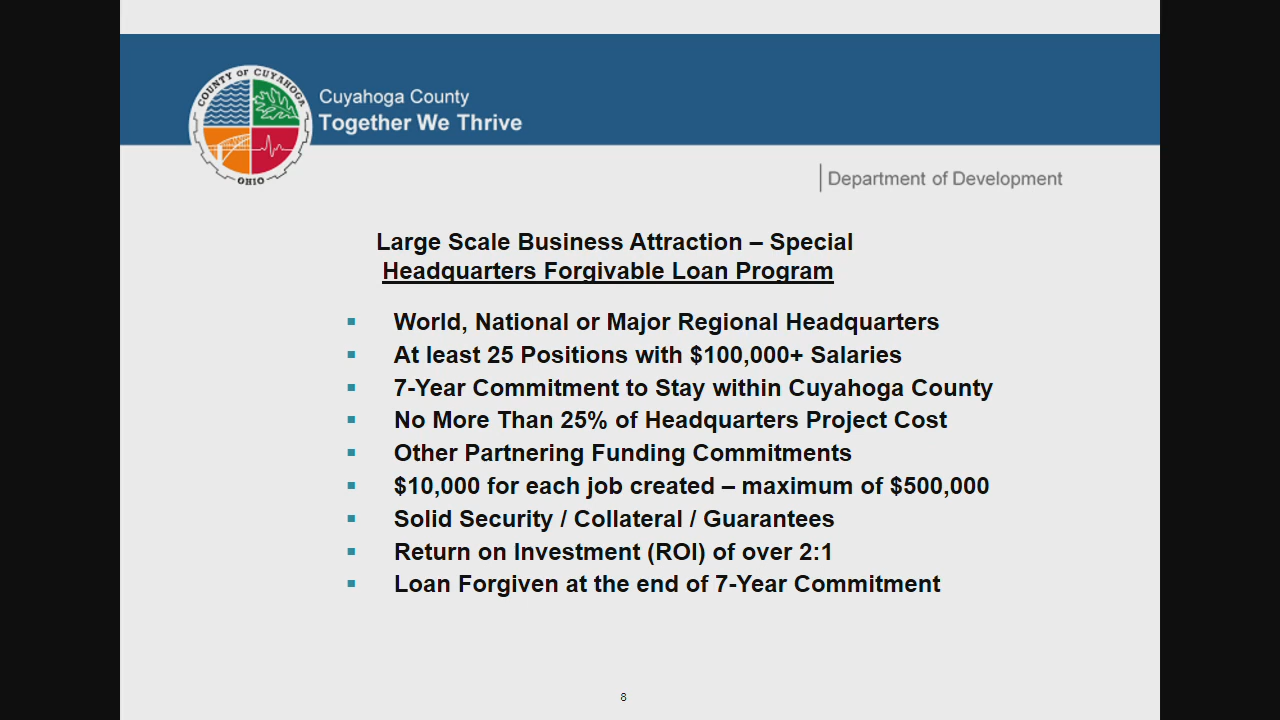 COUNTY OF CUYAHOGA
OHIO
Cuyahoga County
Together We Thrive
Department of Development
Large Scale Business Attraction – Special
Headquarters Forgivable Loan Program
▪ World, National or Major Regional Headquarters
▪ At least 25 Positions with $100,000+ Salaries
▪ 7-Year Commitment to Stay within Cuyahoga County
▪ No More Than 25% of Headquarters Project Cost
▪ Other Partnering Funding Commitments
▪ $10,000 for each job created – maximum of $500,000
▪ Solid Security / Collateral / Guarantees
▪ Return on Investment (ROI) of over 2:1
▪ Loan Forgiven at the end of 7-Year Commitment
8